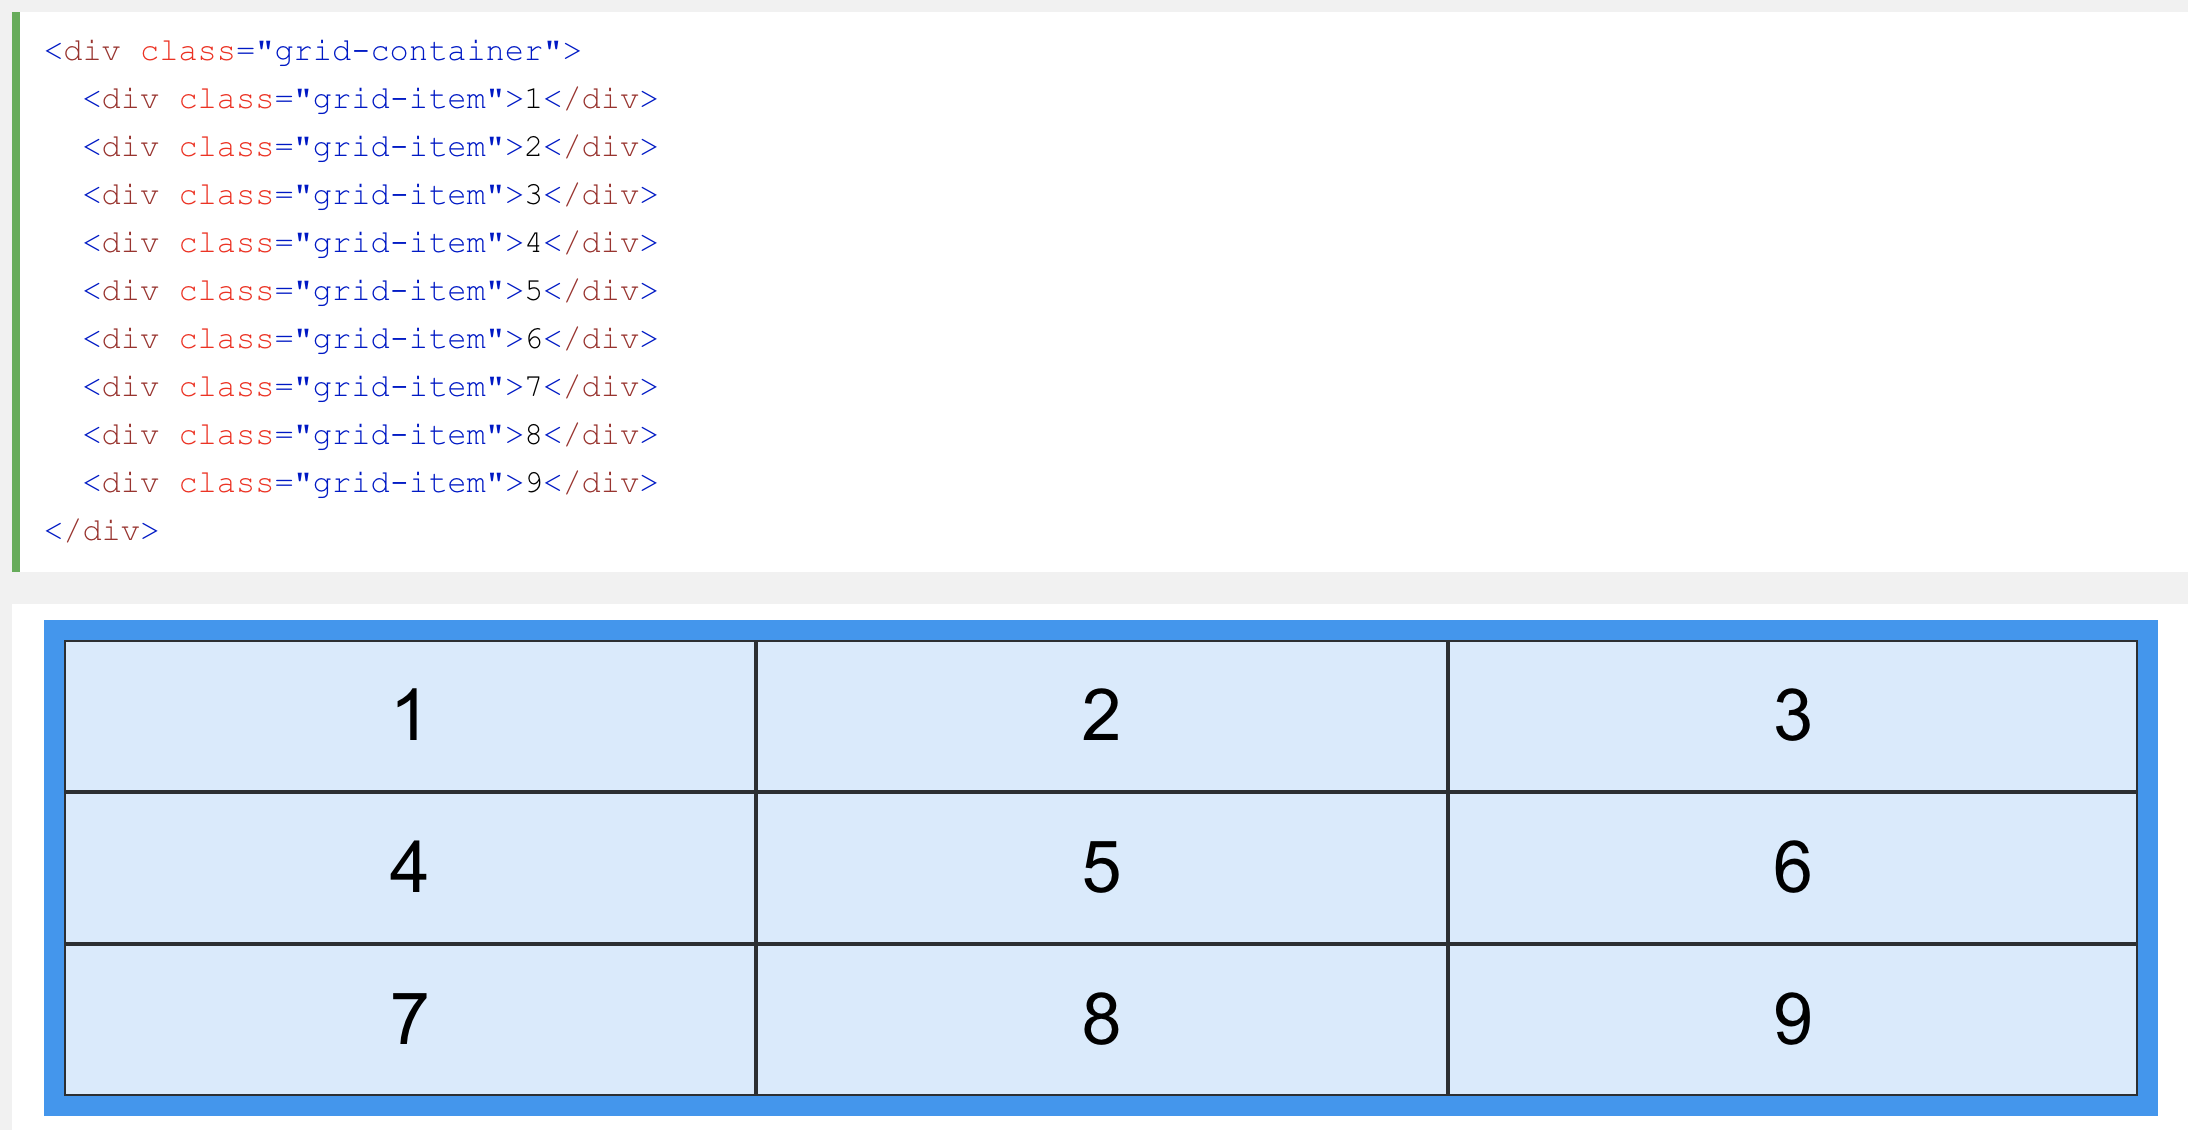 <div class="grid-container">
  <div class="grid-item">1</div>
  <div class="grid-item">2</div>
  <div class="grid-item">3</div>
  <div class="grid-item">4</div>
  <div class="grid-item">5</div>
  <div class="grid-item">6</div>
  <div class="grid-item">7</div>
  <div class="grid-item">8</div>
  <div class="grid-item">9</div>
</div>
1 2 3
4 5 6
7 8 9